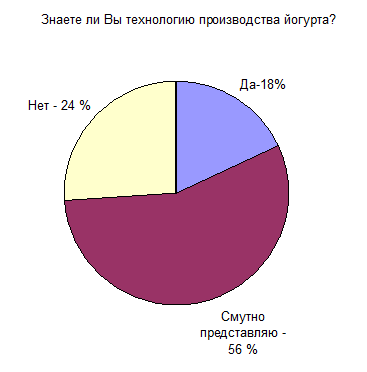 Знаете ли Вы технологию производства йогурта?
Да-18%
Нет - 24 %
Смутно
представляю -
56 %